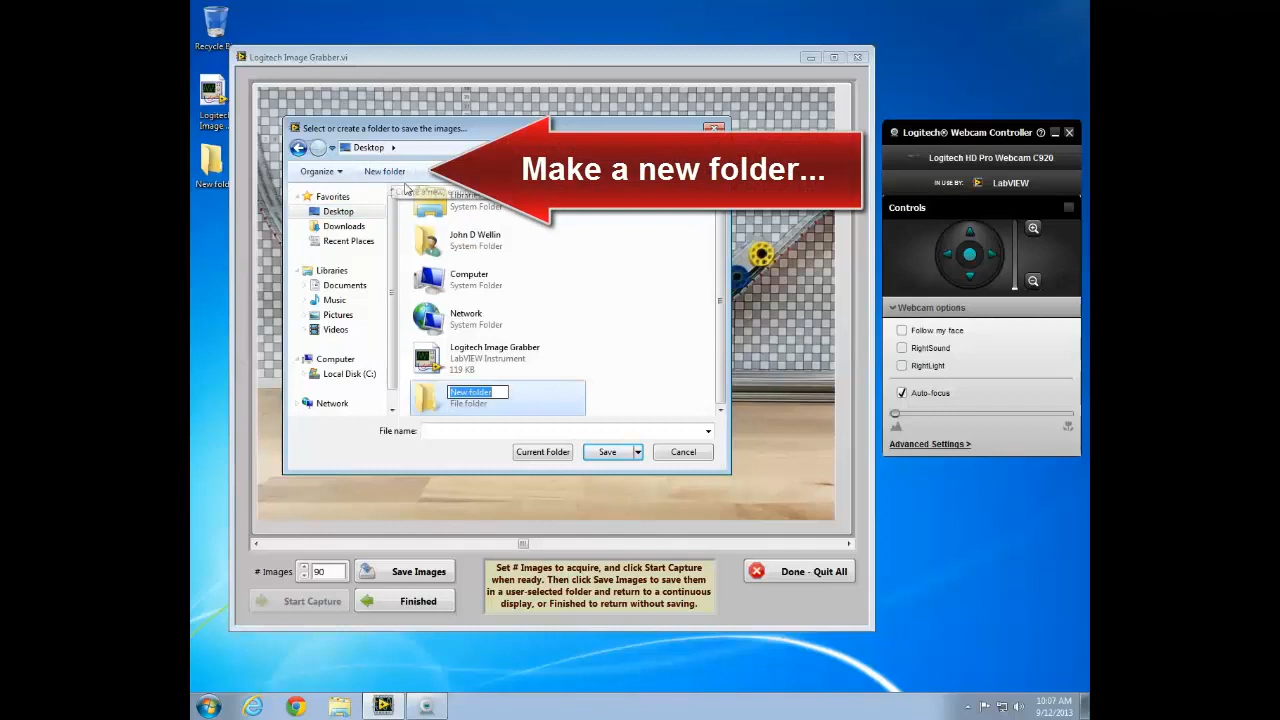 Recycle B
Logitech
Image ...
New fold
Logitech Image Grabber.vi
Select or create a folder to save the images...
Desktop
Organize
New folder
Make a new folder...
Favorites
Desktop
Downloads
Recent Places
Libraries
Documents
Music
Pictures
Videos
Computer
Local Disk (C:)
Network
Libraries
System Folder
John D Wellin
System Folder
Computer
System Folder
Network
System Folder
Logitech Image Grabber
LabVIEW Instrument
119 KB
New folder
File folder
File name:
Current Folder
Save
Cancel
# Images
90
Save Images
Start Capture
Finished
Set # Images to acquire, and click Start Capture
when ready. Then click Save Images to save them
in a user-selected folder and return to a continuous
display, or Finished to return without saving.
Done - Quit All
Logitech® Webcam Controller
Logitech HD Pro Webcam C920
IN USE BY:
LabVIEW
Controls
Webcam options
Follow my face
RightSound
RightLight
Auto-focus
Advanced Settings >
10:07 AM
9/12/2013